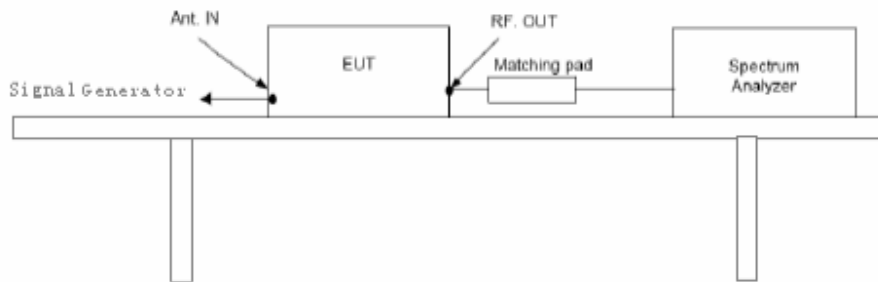 Ant. IN
RF. OUT
EUT
Matching pad
Spectrum
Analyzer
Signal Generator